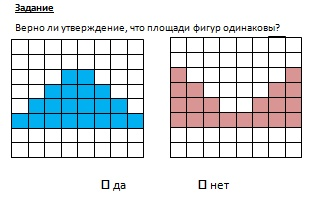 Задание
Верно ли утверждение, что площади фигур одинаковы?
□ да □ нет